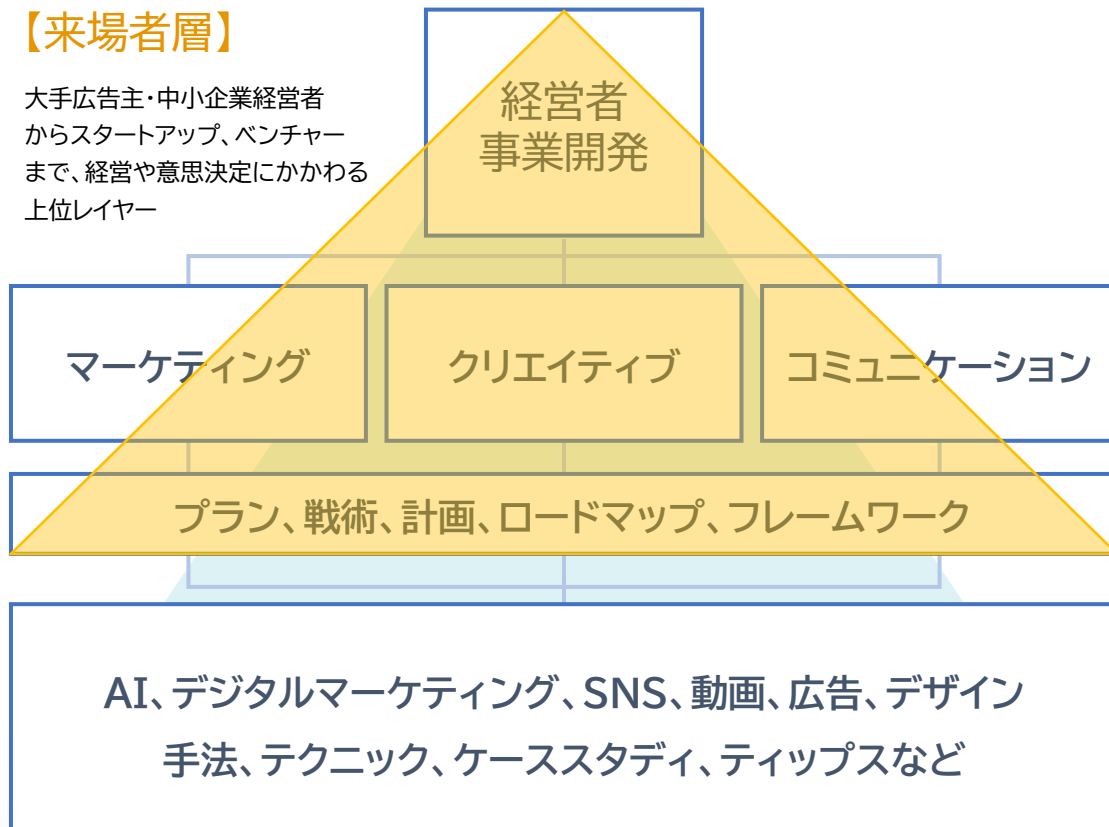 【来場者層】
大手広告主・中小企業経営者
からスタートアップ、ベンチャー
まで、経営や意思決定にかかわる
上位レイヤー
経営者
事業開発
マーケティング
クリエイティブ
コミュニケーション
プラン、戦術、計画、ロードマップ、フレームワーク
AI、デジタルマーケティング、SNS、動画、広告、デザイン
手法、テクニック、ケーススタディ、ティップスなど